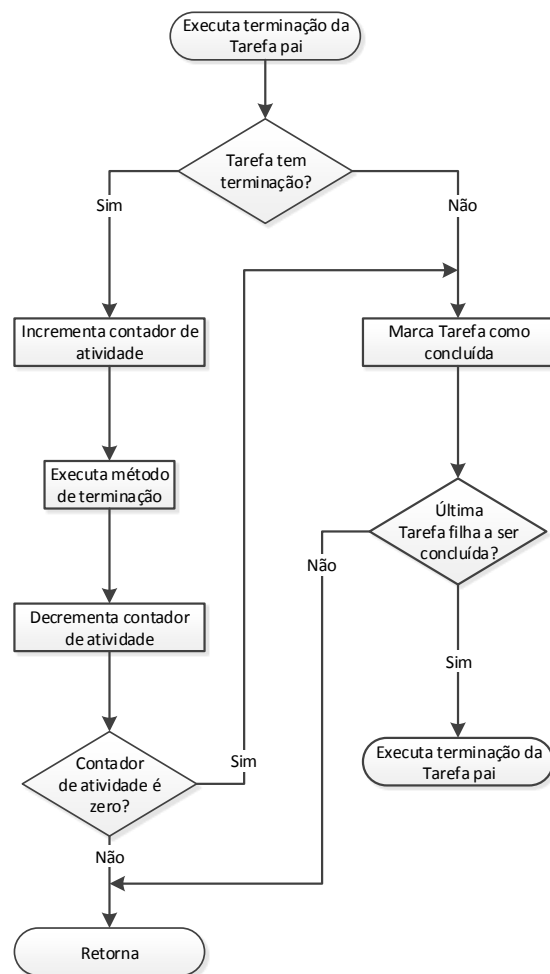 Executa terminação da
Tarefa pai
Tarefa tem
terminação?
Sim
Não
Incrementa contador de
atividade
Marca Tarefa como
concluída
Executa método
de terminação
Última
Tarefa filha a ser
concluída?
Não
Decrementa contador
de atividade
Sim
Contador
de atividade é
zero?
Sim
Executa terminação da
Tarefa pai
Não
Retorna